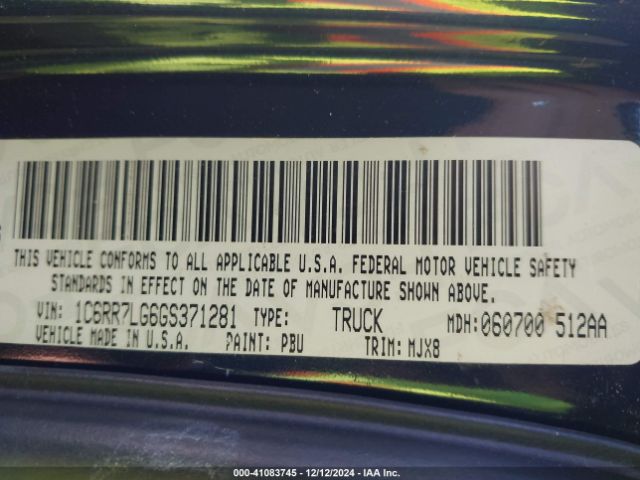 THIS VEHICLE CONFORMS TO ALL APPLICABLE U.S.A. FEDERAL MOTOR VEHICLE SAFETY
STANDARDS IN EFFECT ON THE DATE OF MANUFACTURE SHOWN ABOVE.
VIN: 1C6RR7LG6GS371281 TYPE: TRUCK MDH:060700 512AA
VEHICLE MADE IN U.S.A. PAINT: PBU TRIM: MJX8
000-41083745 - 12/12/2024 - IAA Inc.